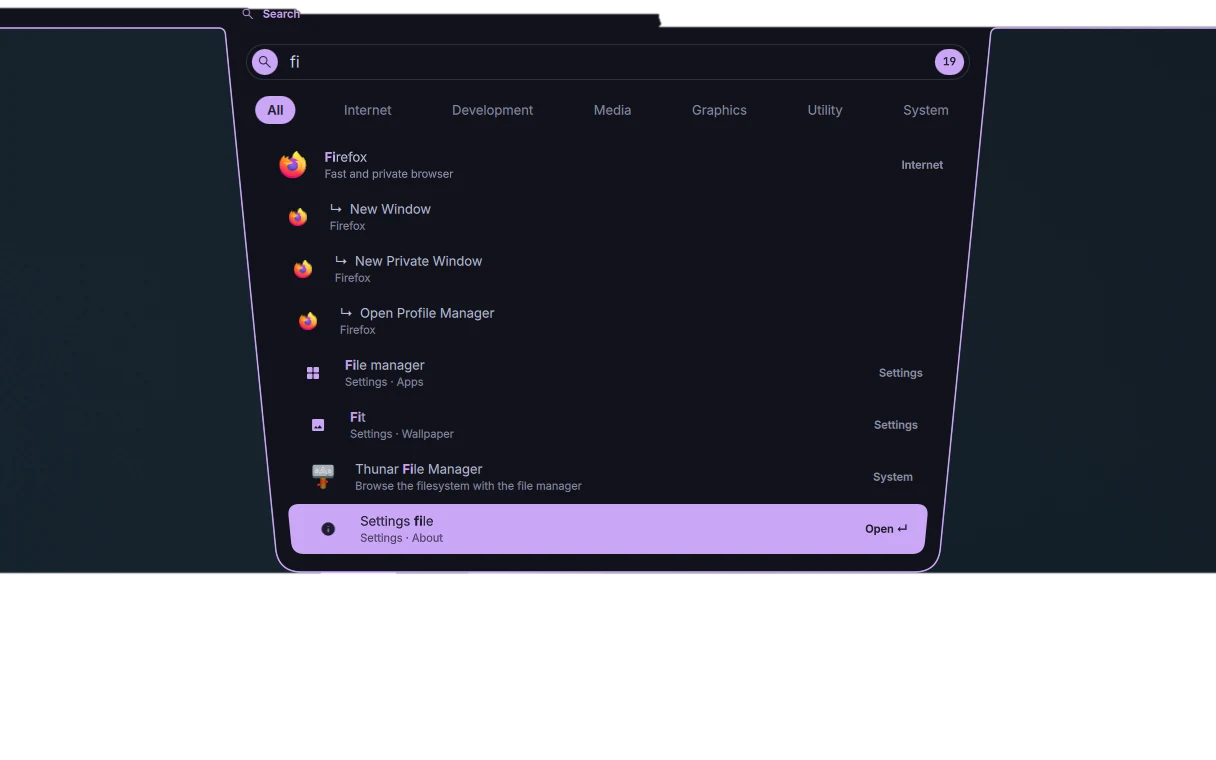 Search
fi
19
All Internet Development Media Graphics Utility System
Firefox
Fast and private browser
Internet
New Window
Firefox
New Private Window
Firefox
Open Profile Manager
Firefox
File manager
Settings · Apps
Settings
Fit
Settings · Wallpaper
Settings
Thunar File Manager
Browse the filesystem with the file manager
System
Settings file
Settings · About
Open ↵